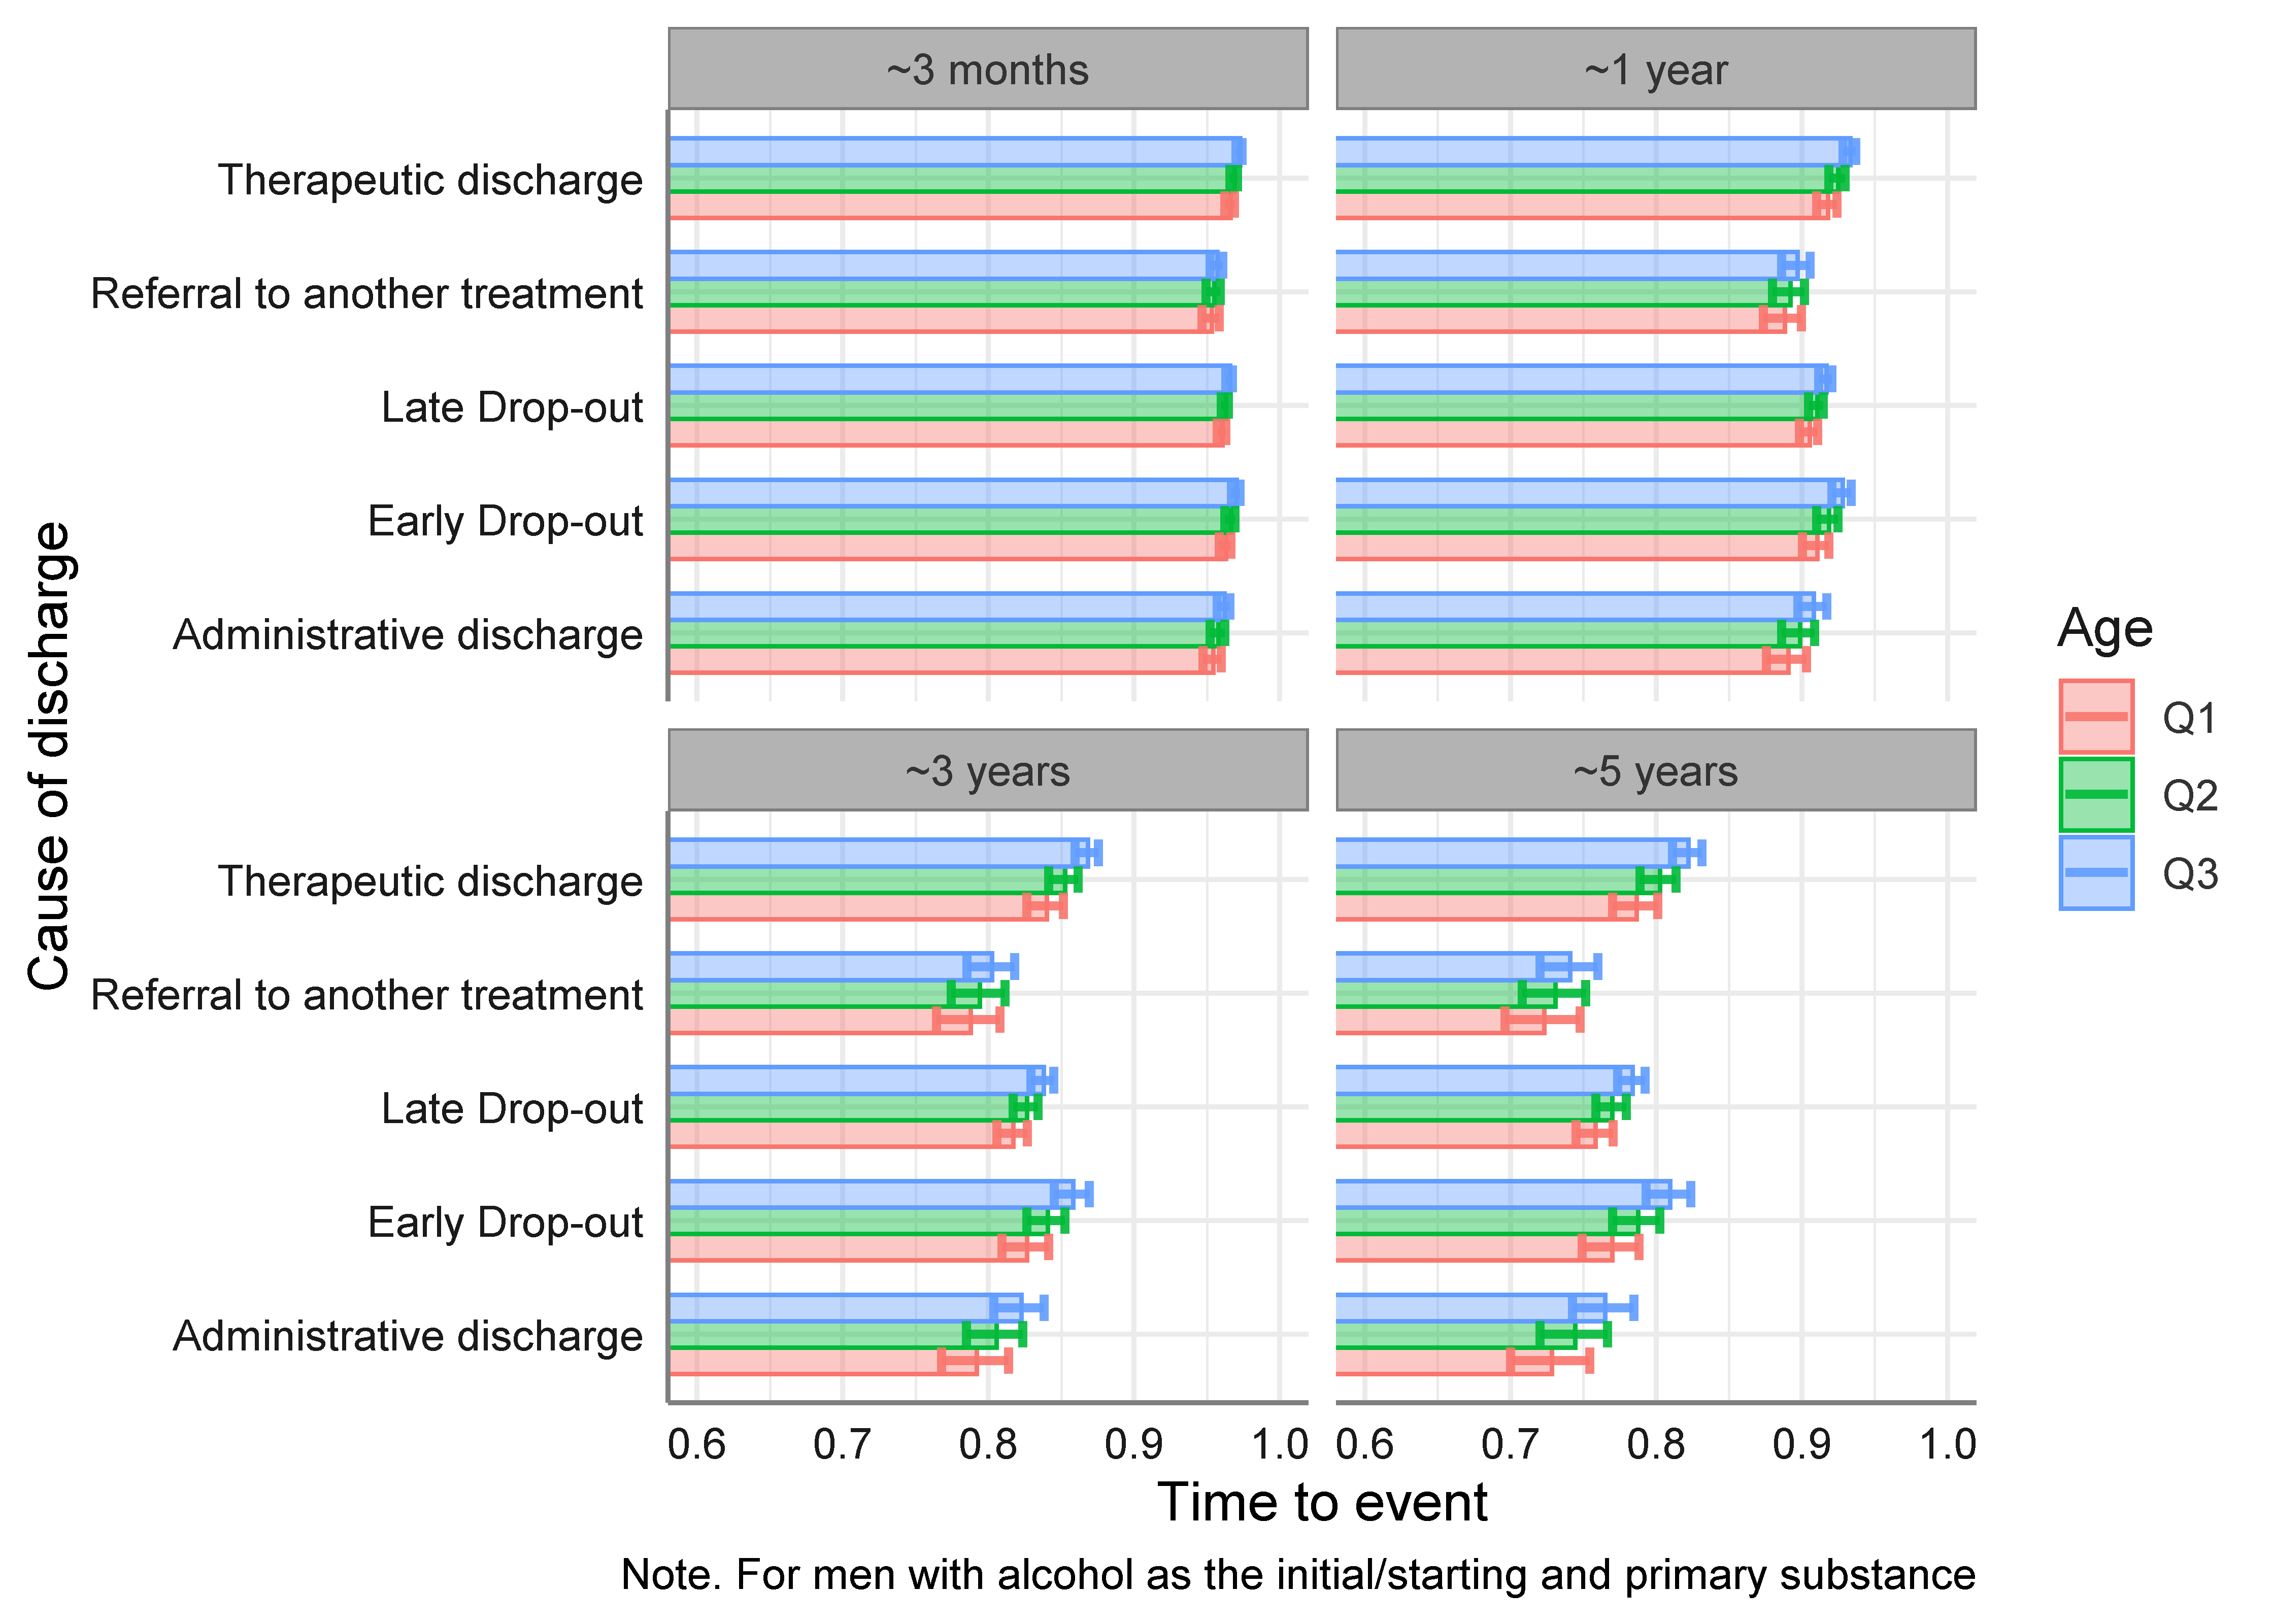 ~3 months
~1 year
Therapeutic discharge
Referral to another treatment
Late Drop-out
Early Drop-out
Administrative discharge
~3 years
~5 years
Therapeutic discharge
Referral to another treatment
Late Drop-out
Early Drop-out
Administrative discharge
0.6 0.7 0.8 0.9 1.0
0.6 0.7 0.8 0.9 1.0
Time to event
Cause of discharge
Note. For men with alcohol as the initial/starting and primary substance
Age
Q1
Q2
Q3